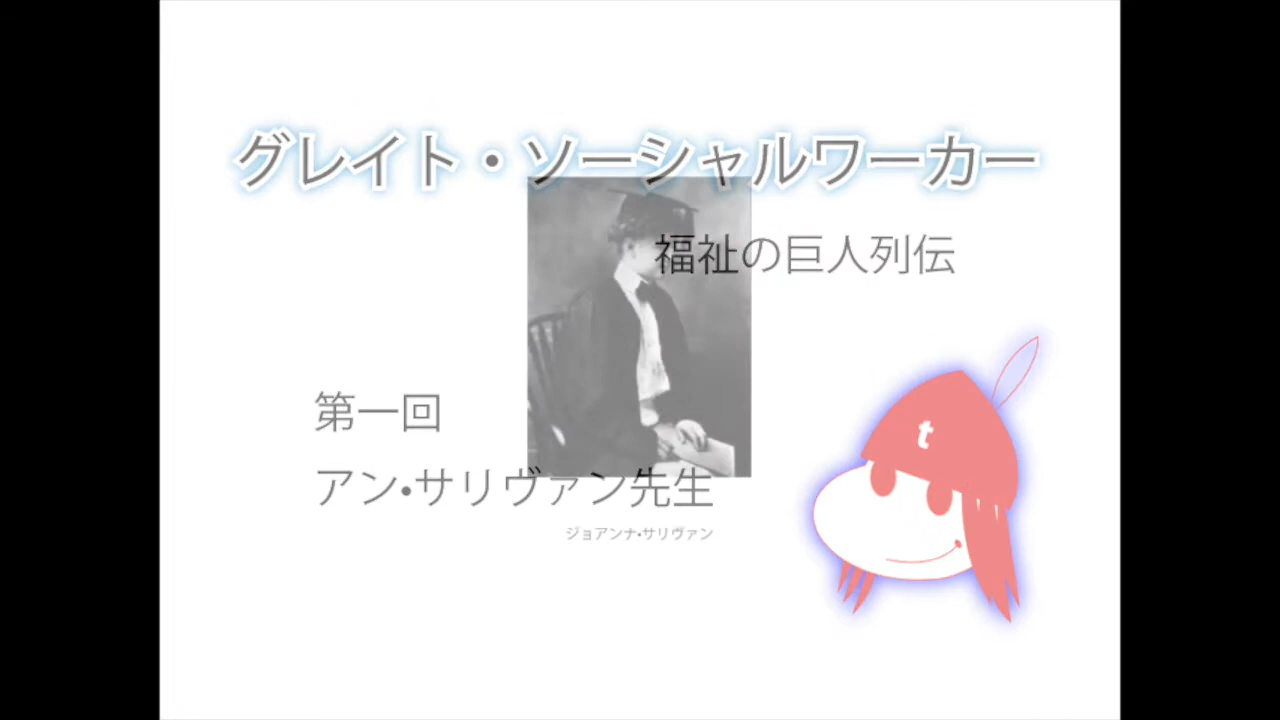 グレイト・ソーシャルワーカー
福祉の巨人列伝
第一回
アン・サリヴァン先生
ジョアンナ・サリヴァン
t